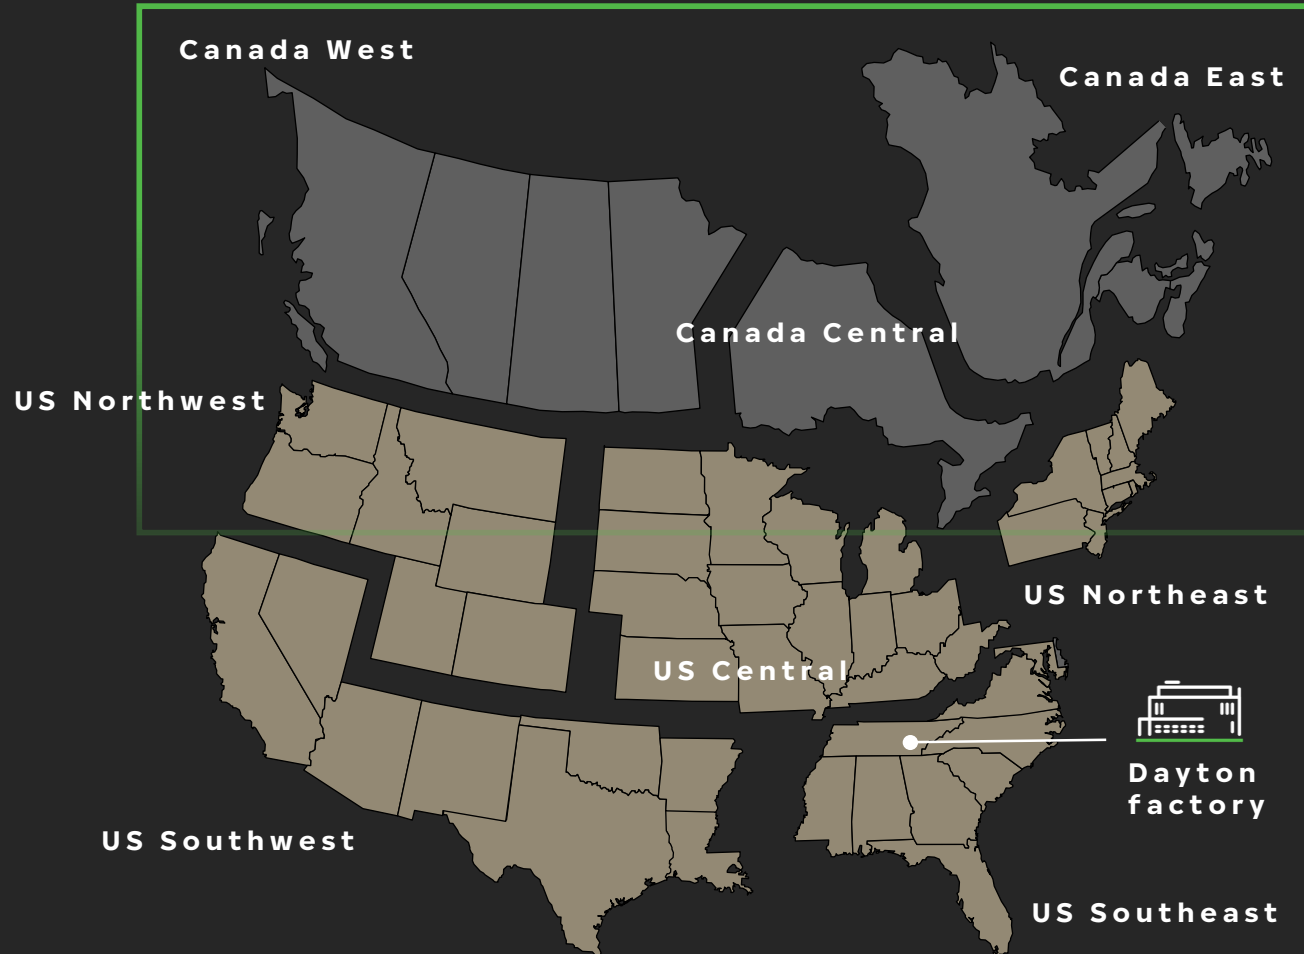 Canada West
Canada East
Canada Central
US Northwest
US Northeast
US Central
Dayton
factory
US Southwest
US Southeast